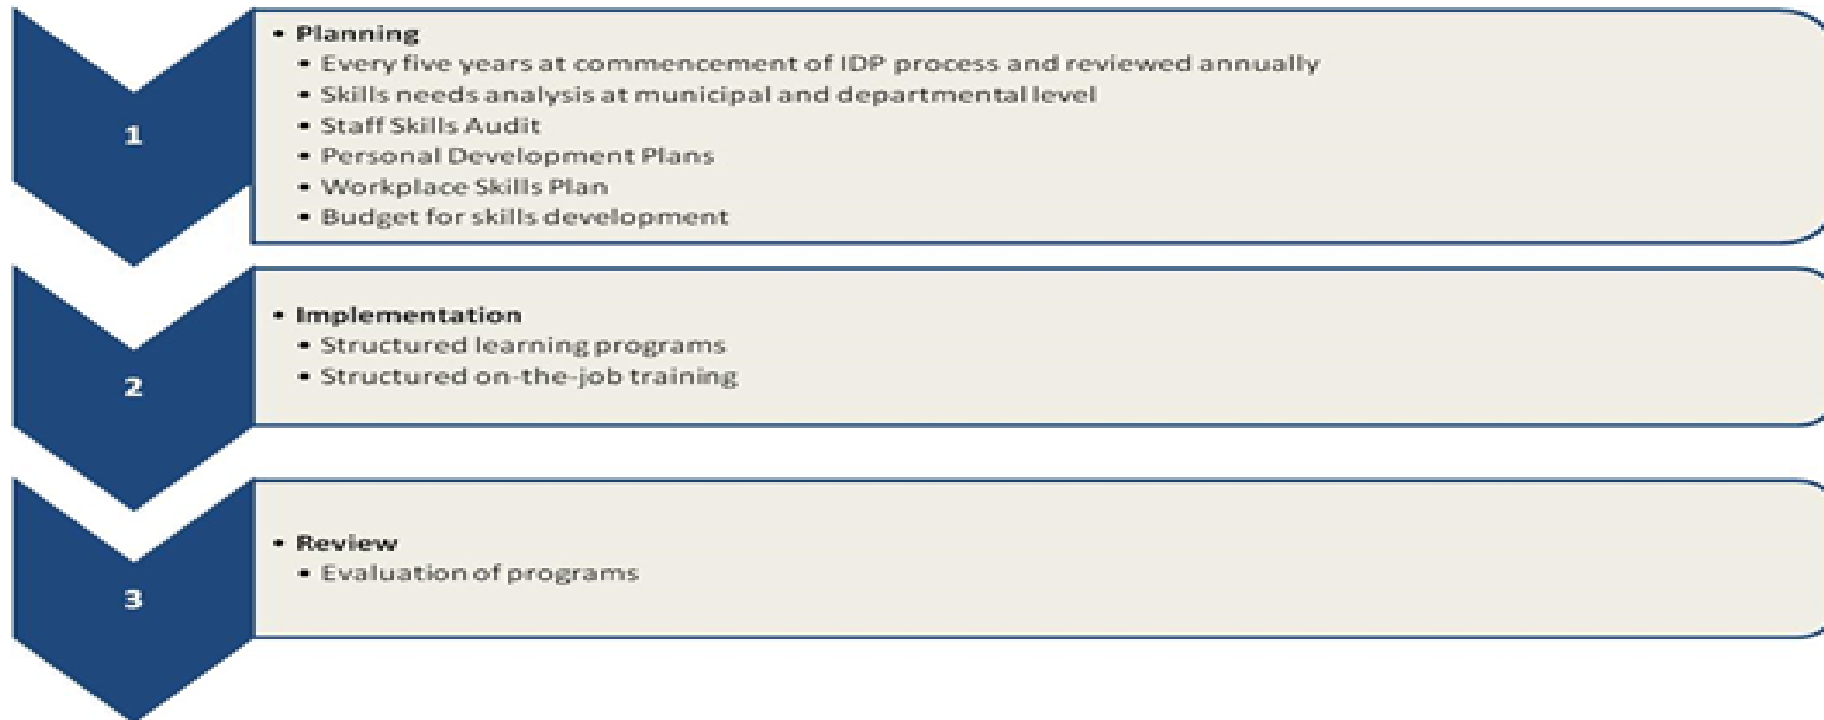 1
• Planning
• Every five years at commencement of IDP process and reviewed annually
• Skills needs analysis at municipal and departmental level
• Staff Skills Audit
• Personal Development Plans
• Workplace Skills Plan
• Budget for skills development
2
• Implementation
• Structured learning programs
• Structured on-the-job training
3
• Review
• Evaluation of programs